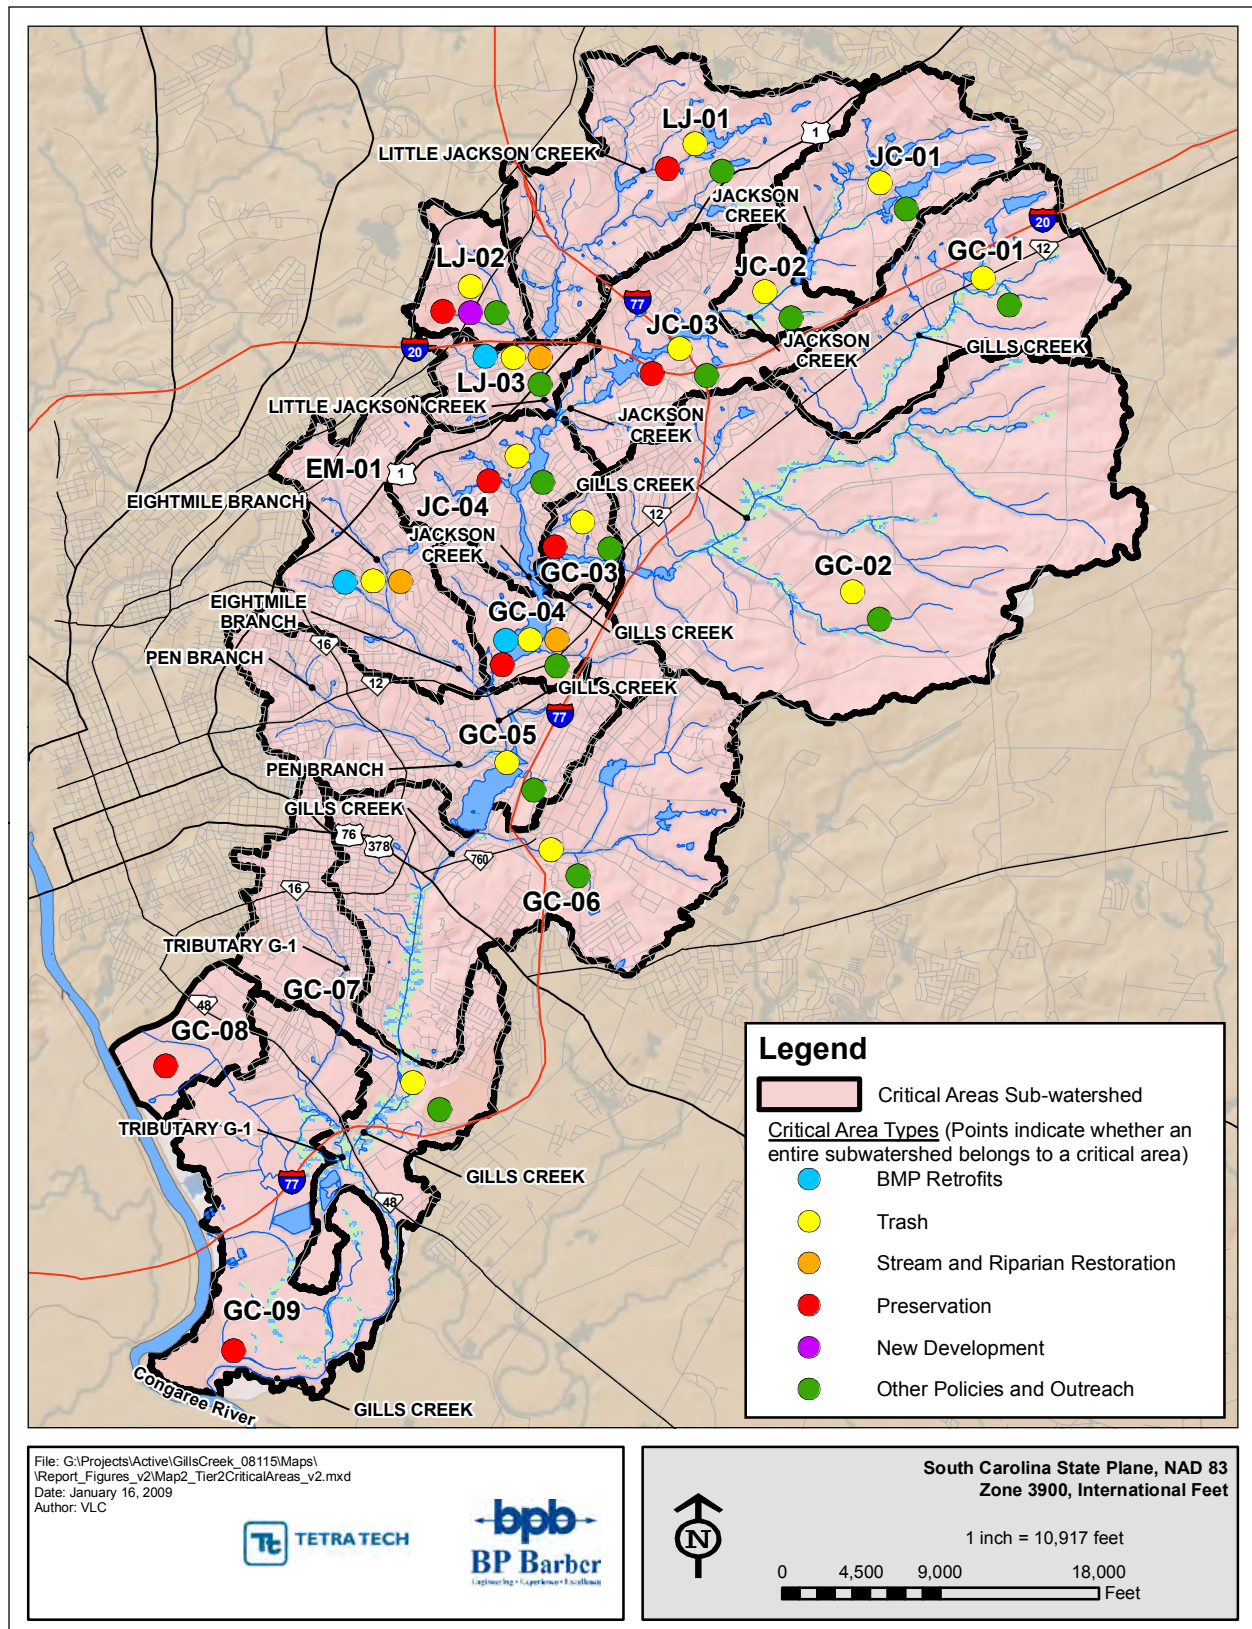 LJ-01
1
LITTLE JACKSON CREEK
JC-01
JACKSON
CREEK
20
12
GC-01
LJ-02
JC-02
77
JC-03
JACKSON
CREEK
GILLS CREEK
20
LJ-03
LITTLE JACKSON CREEK
JACKSON
CREEK
EM-01
1
GILLS CREEK
EIGHTMILE BRANCH
JC-04
12
JACKSON
CREEK
GC-03
GC-02
EIGHTMILE
BRANCH
GC-04
GILLS CREEK
16
PEN BRANCH
12
GILLS CREEK
77
GC-05
PEN BRANCH
GILLS CREEK
76
378
760
16
GC-06
TRIBUTARY G-1
GC-07
48
GC-08
TRIBUTARY G-1
GILLS CREEK
77
48
GC-09
Congaree River
GILLS CREEK
Legend
Critical Areas Sub-watershed
Critical Area Types (Points indicate whether an
entire subwatershed belongs to a critical area)
BMP Retrofits
Trash
Stream and Riparian Restoration
Preservation
New Development
Other Policies and Outreach
File: G:\Projects\Active\GillsCreek_08115\Maps\
\Report_Figures_v2\Map2_Tier2CriticalAreas_v2.mxd
Date: January 16, 2009
Author: VLC
Tt TETRA TECH
bpb
BP Barber
Engineering • Experience • Excellence
South Carolina State Plane, NAD 83
Zone 3900, International Feet
N
1 inch = 10,917 feet
0 4,500 9,000 18,000
Feet